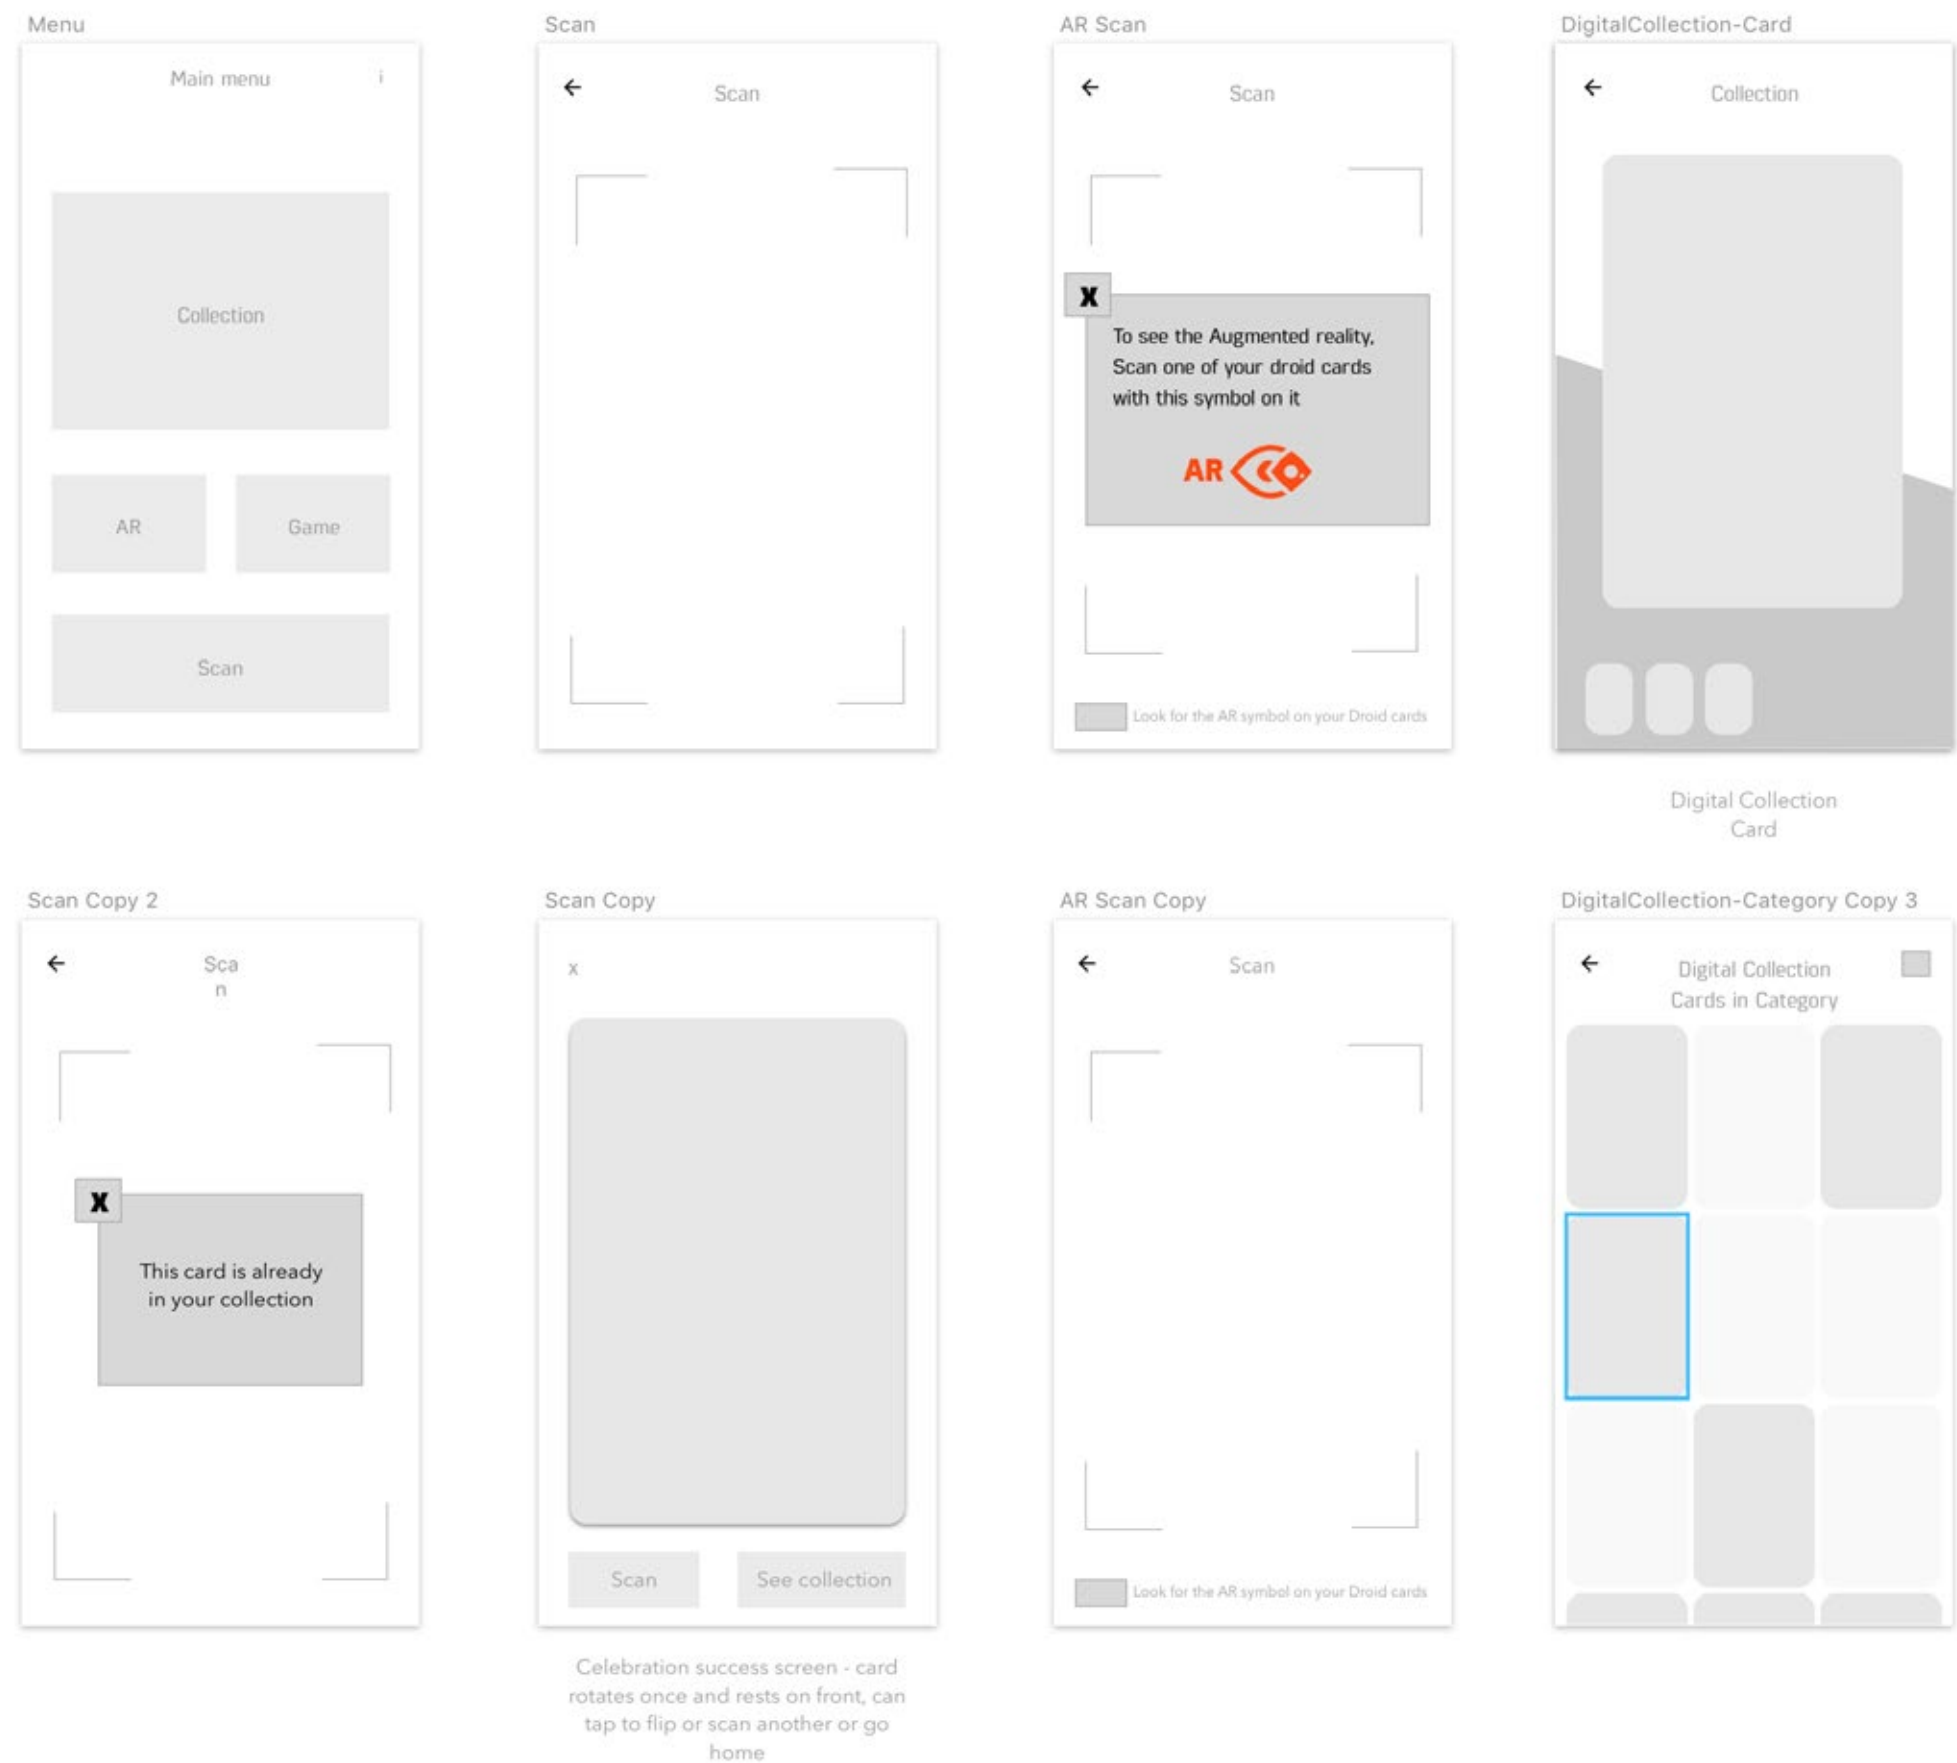 Menu
Main menu
i
Collection
AR
Game
Scan
Scan
Scan
AR Scan
Scan
X
To see the Augmented reality,
Scan one of your droid cards
with this symbol on it
AR
Look for the AR symbol on your Droid cards
DigitalCollection-Card
Collection
Digital Collection
Card
Scan Copy 2
Sca
n
X
This card is already
in your collection
Scan Copy
x
Scan
See collection
Celebration success screen - card
rotates once and rests on front, can
tap to flip or scan another or go
home
AR Scan Copy
Scan
Look for the AR symbol on your Droid cards
DigitalCollection-Category Copy 3
Digital Collection
Cards in Category